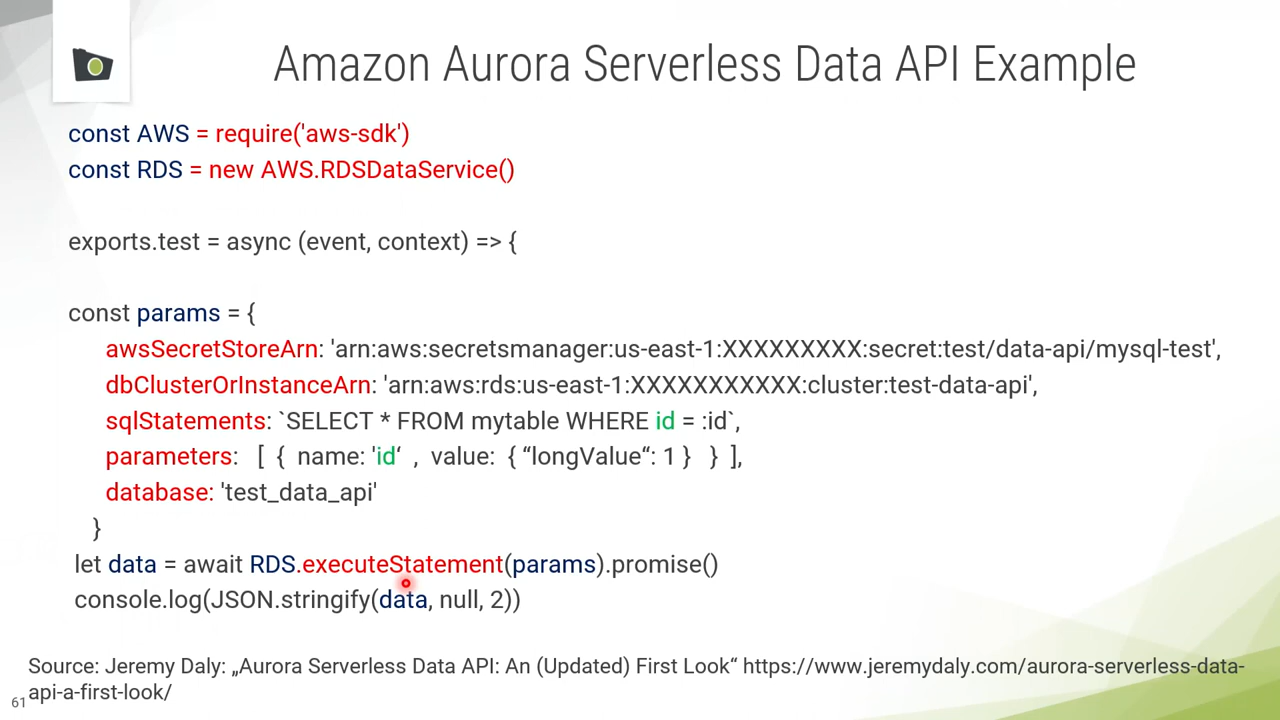 Amazon Aurora Serverless Data API Example
const AWS = require('aws-sdk')
const RDS = new AWS.RDSDataService()
exports.test = async (event, context) => {
const params = {
awsSecretStoreArn: 'arn:aws:secretsmanager:us-east-1:XXXXXXXXX:secret:test/data-api/mysql-test',
dbClusterOrInstanceArn: 'arn:aws:rds:us-east-1:XXXXXXXXXXX:cluster:test-data-api',
sqlStatements: `SELECT * FROM mytable WHERE id = :id`,
parameters: [ { name: 'id‘ , value: { “longValue“: 1 } } ],
database: 'test_data_api'
}
let data = await RDS.executeStatement(params).promise()
console.log(JSON.stringify(data, null, 2))
Source: Jeremy Daly: „Aurora Serverless Data API: An (Updated) First Look“ https://www.jeremydaly.com/aurora-serverless-data-
api-a-first-look/
61